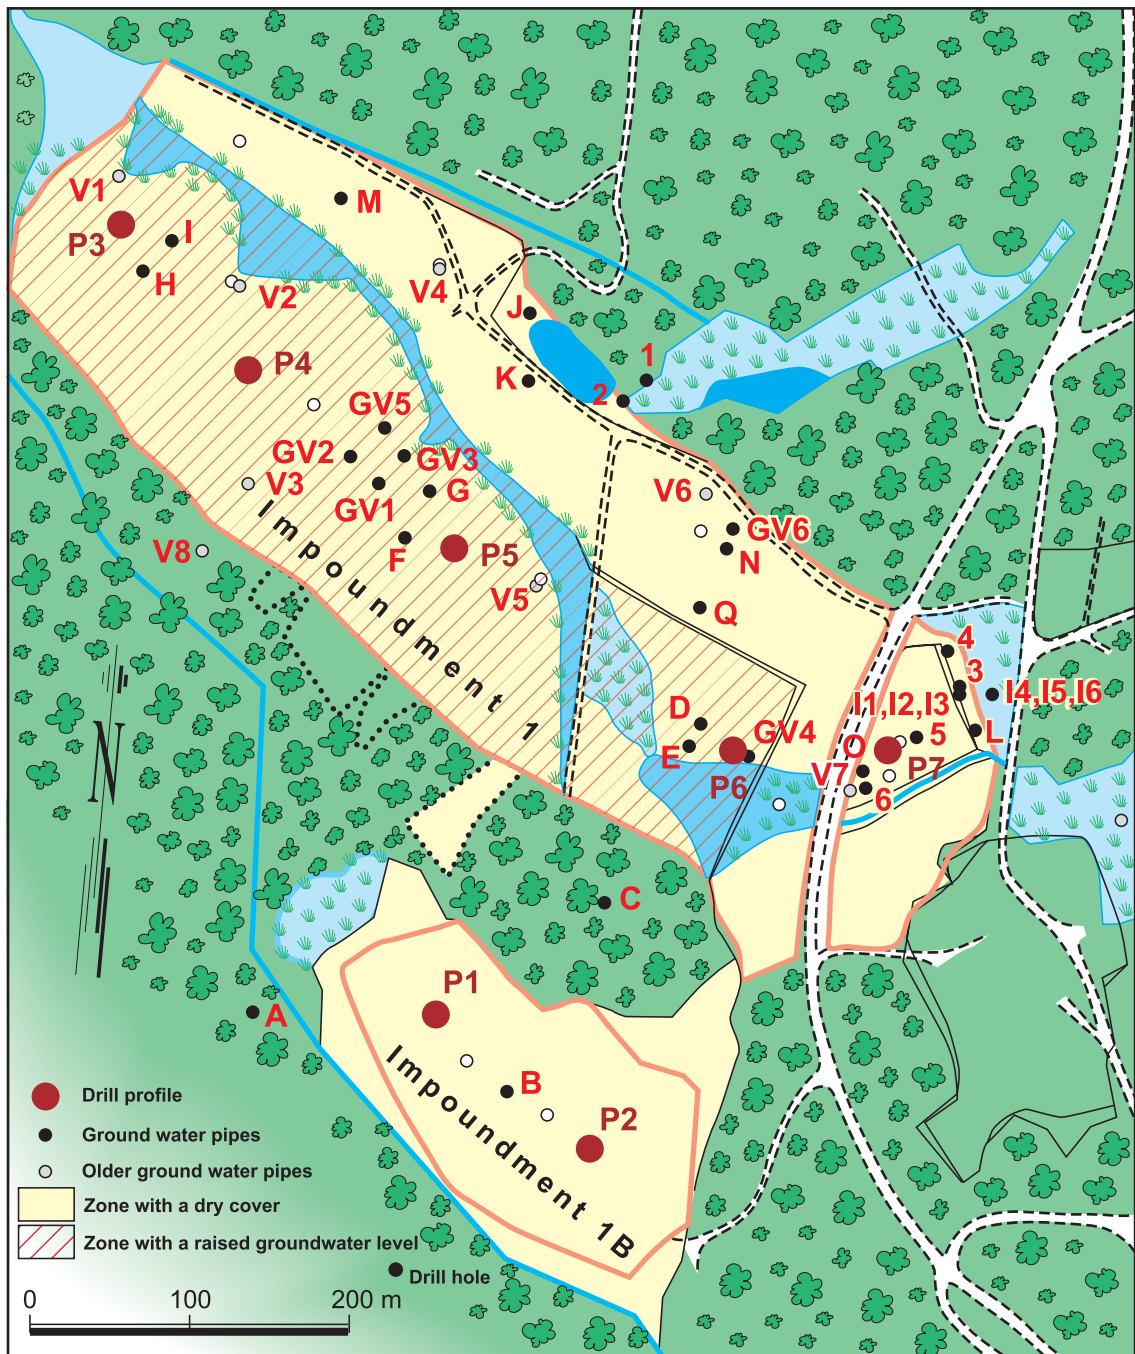 V1
M
P3
I
H
V2
V4
J
1
P4
K
2
GV5
GV2
GV3
V3
G
V6
GV1
GV6
V8
F
P5
N
V5
Q
Impoundment 1
4
3
I4,I5,I6
I1,I2,I3
D
5
L
E
GV4
O
P6
V7
P7
6
N
C
P1
A
B
P2
Impoundment 1B
Drill profile
Ground water pipes
Older ground water pipes
Zone with a dry cover
Zone with a raised groundwater level
Drill hole
0 100 200 m